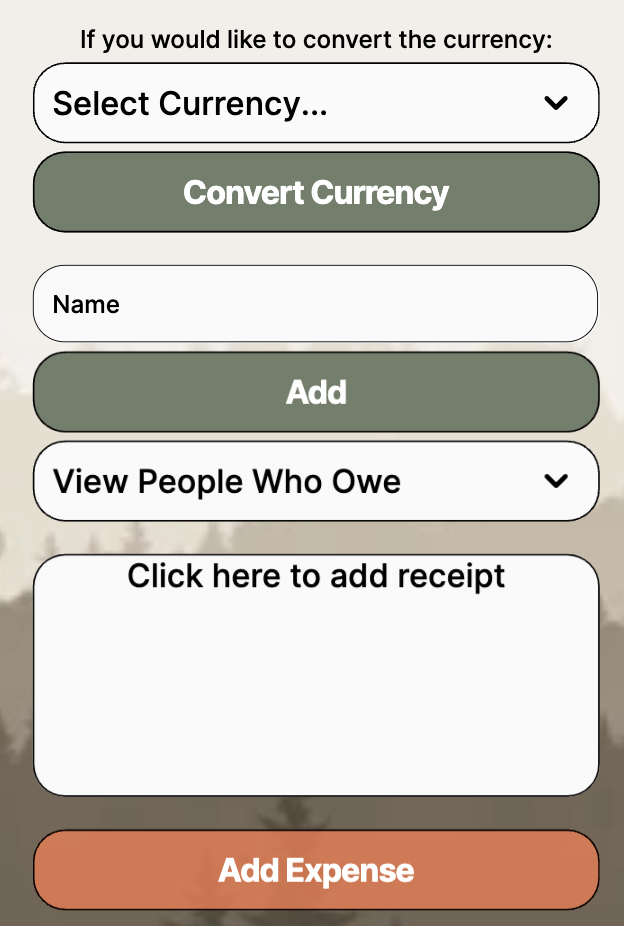 If you would like to convert the currency:
Select Currency...
Convert Currency
Name
Add
View People Who Owe
Click here to add receipt
Add Expense